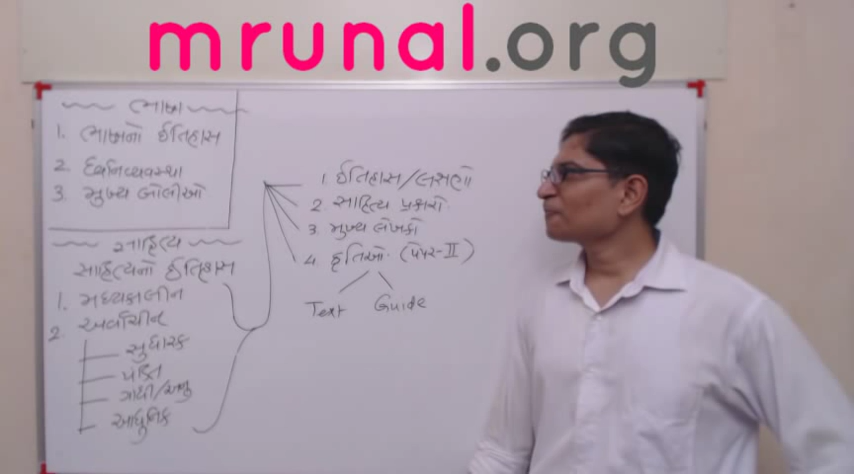 mrunal.org
ભાષા
1. ભાષાનો ઈતિહાસ
2. ધ્વનિવ્યવસ્થા
3. મુખ્ય બોલીઓ
સાહિત્ય
સાહિત્યનો ઈતિહાસ
1. મધ્યકાલીન
2. અર્વાચીન
સુધારક
પંડિત
ગાંધી/અનુ
આધુનિક
1. ઈતિહાસ/લક્ષણો
2. સાહિત્ય પ્રકારો
3. મુખ્ય લેખકો
4. કૃતિઓ. (પેપર-II)
Text Guide